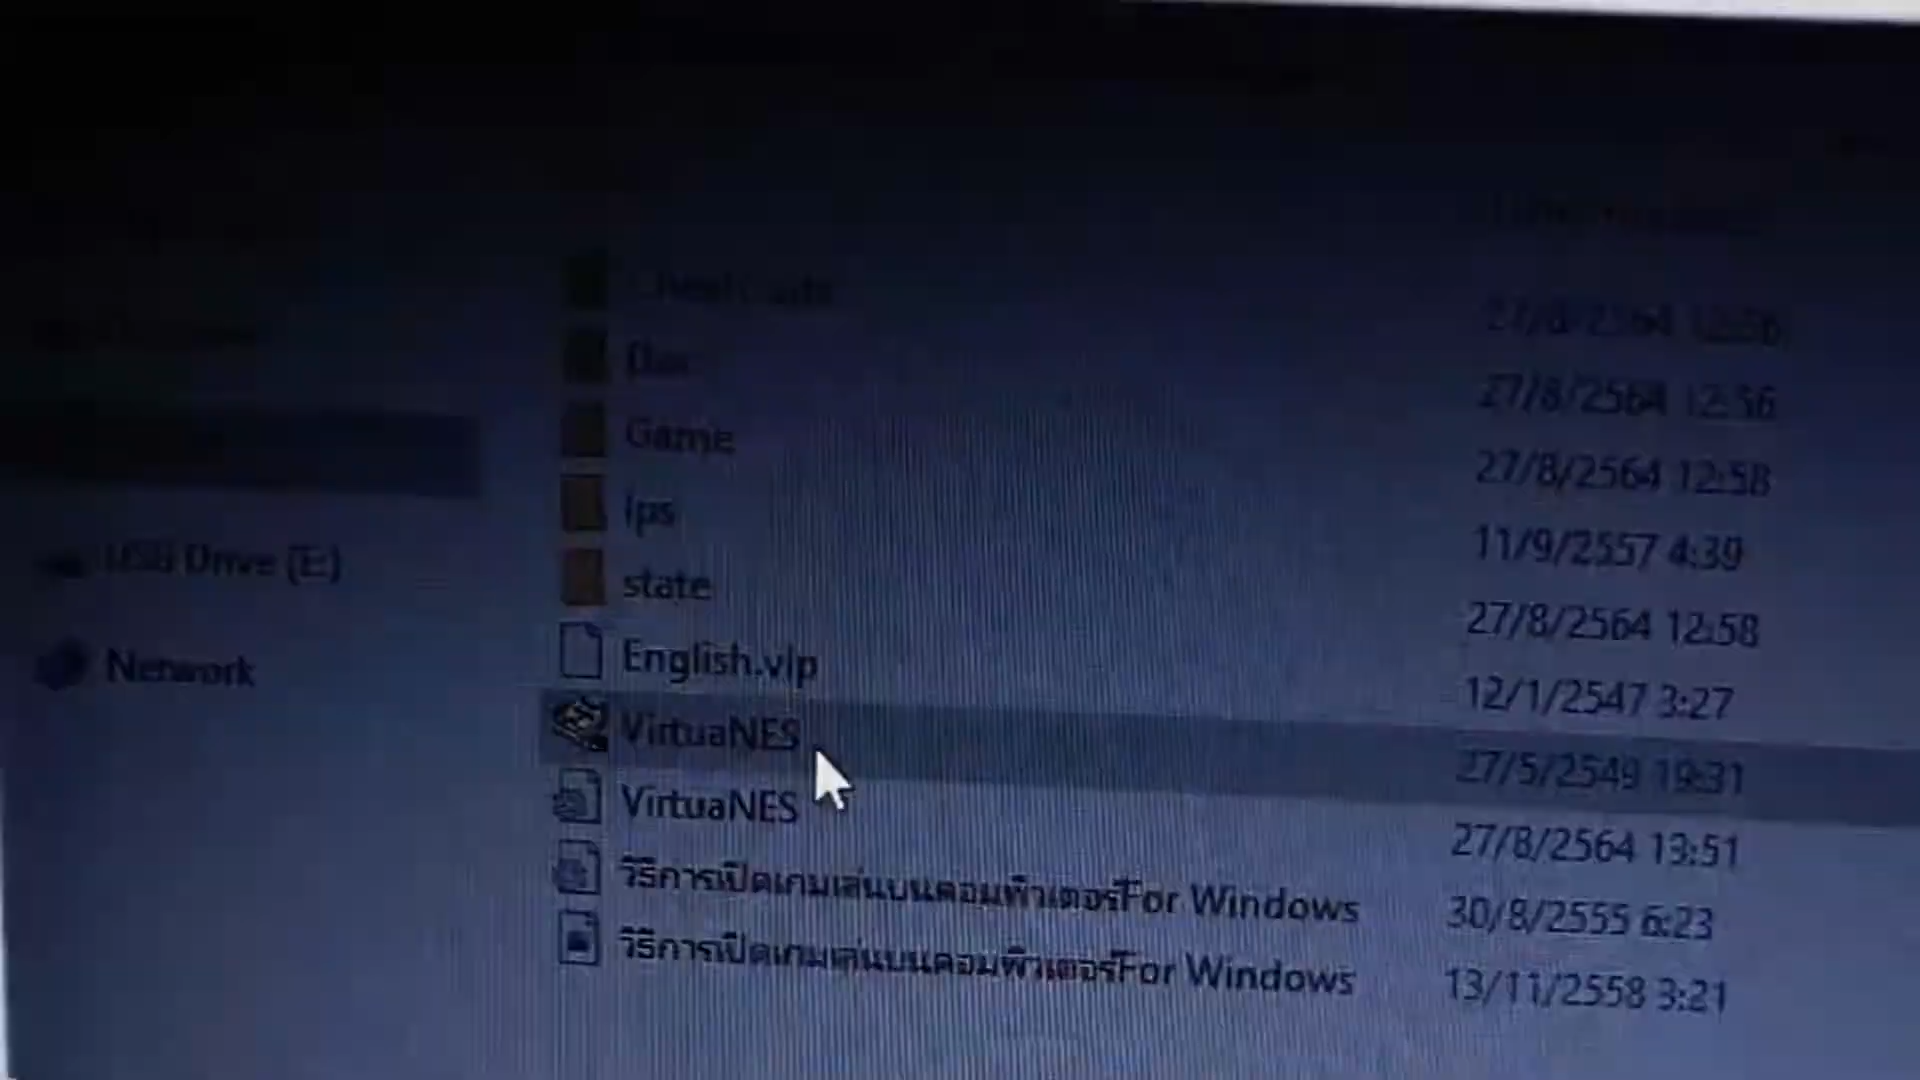 27/8/2564 12:56
Game
27/8/2564 12:58
ips
11/9/2557 4:39
state
27/8/2564 12:58
USB Drive (E:)
English.vlp
12/1/2547 3:27
Network
VirtuaNES
27/5/2549 19:31
VirtuaNES
27/8/2564 13:51
วิธีการเปิดเกมเล่นบนคอมพิวเตอร์For Windows
30/8/2555 6:23
วิธีการเปิดเกมเล่นบนคอมพิวเตอร์For Windows
13/11/2558 3:21